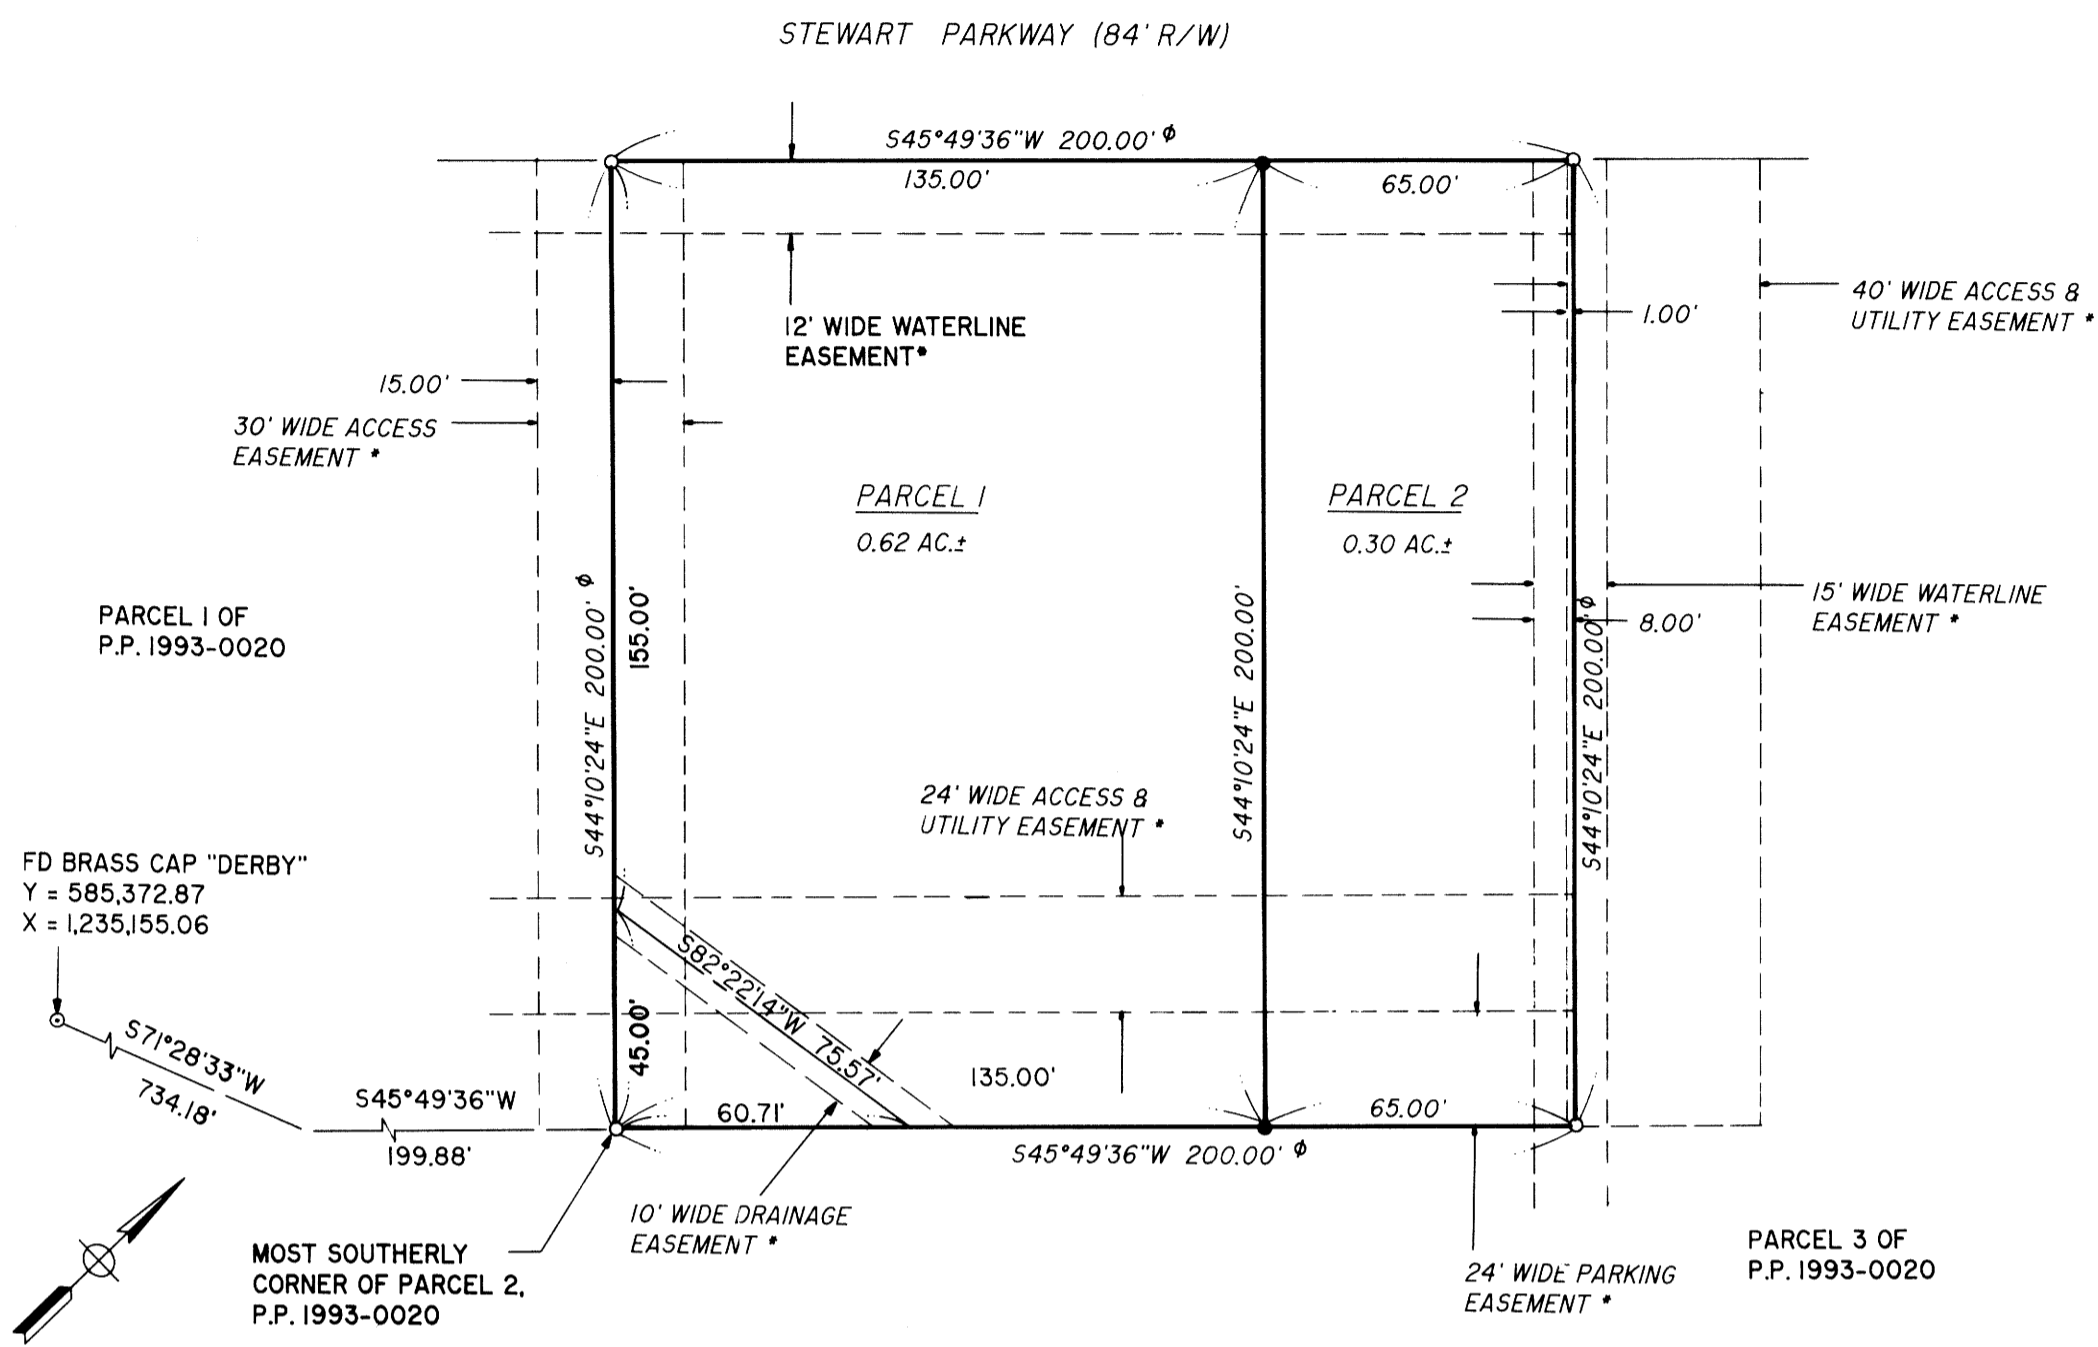 STEWART PARKWAY (84' R/W)
S45°49'36"W 200.00' ϕ
135.00'
65.00'
12' WIDE WATERLINE
EASEMENT*
40' WIDE ACCESS &
UTILITY EASEMENT *
1.00'
15.00'
30' WIDE ACCESS
EASEMENT *
PARCEL 1
0.62 AC.±
PARCEL 2
0.30 AC.±
S44°10'24"E 200.00' ϕ
155.00'
S44°10'24"E 200.00'
S44°10'24"E 200.00' ϕ
15' WIDE WATERLINE
EASEMENT *
8.00'
PARCEL 1 OF
P.P. 1993-0020
24' WIDE ACCESS &
UTILITY EASEMENT *
FD BRASS CAP "DERBY"
Y = 585,372.87
X = 1,235,155.06
S71°28'33"W
734.18'
S45°49'36"W
199.88'
45.00'
S82°22'14"W 75.57'
60.71'
135.00'
65.00'
S45°49'36"W 200.00' ϕ
10' WIDE DRAINAGE
EASEMENT *
MOST SOUTHERLY
CORNER OF PARCEL 2,
P.P. 1993-0020
24' WIDE PARKING
EASEMENT *
PARCEL 3 OF
P.P. 1993-0020